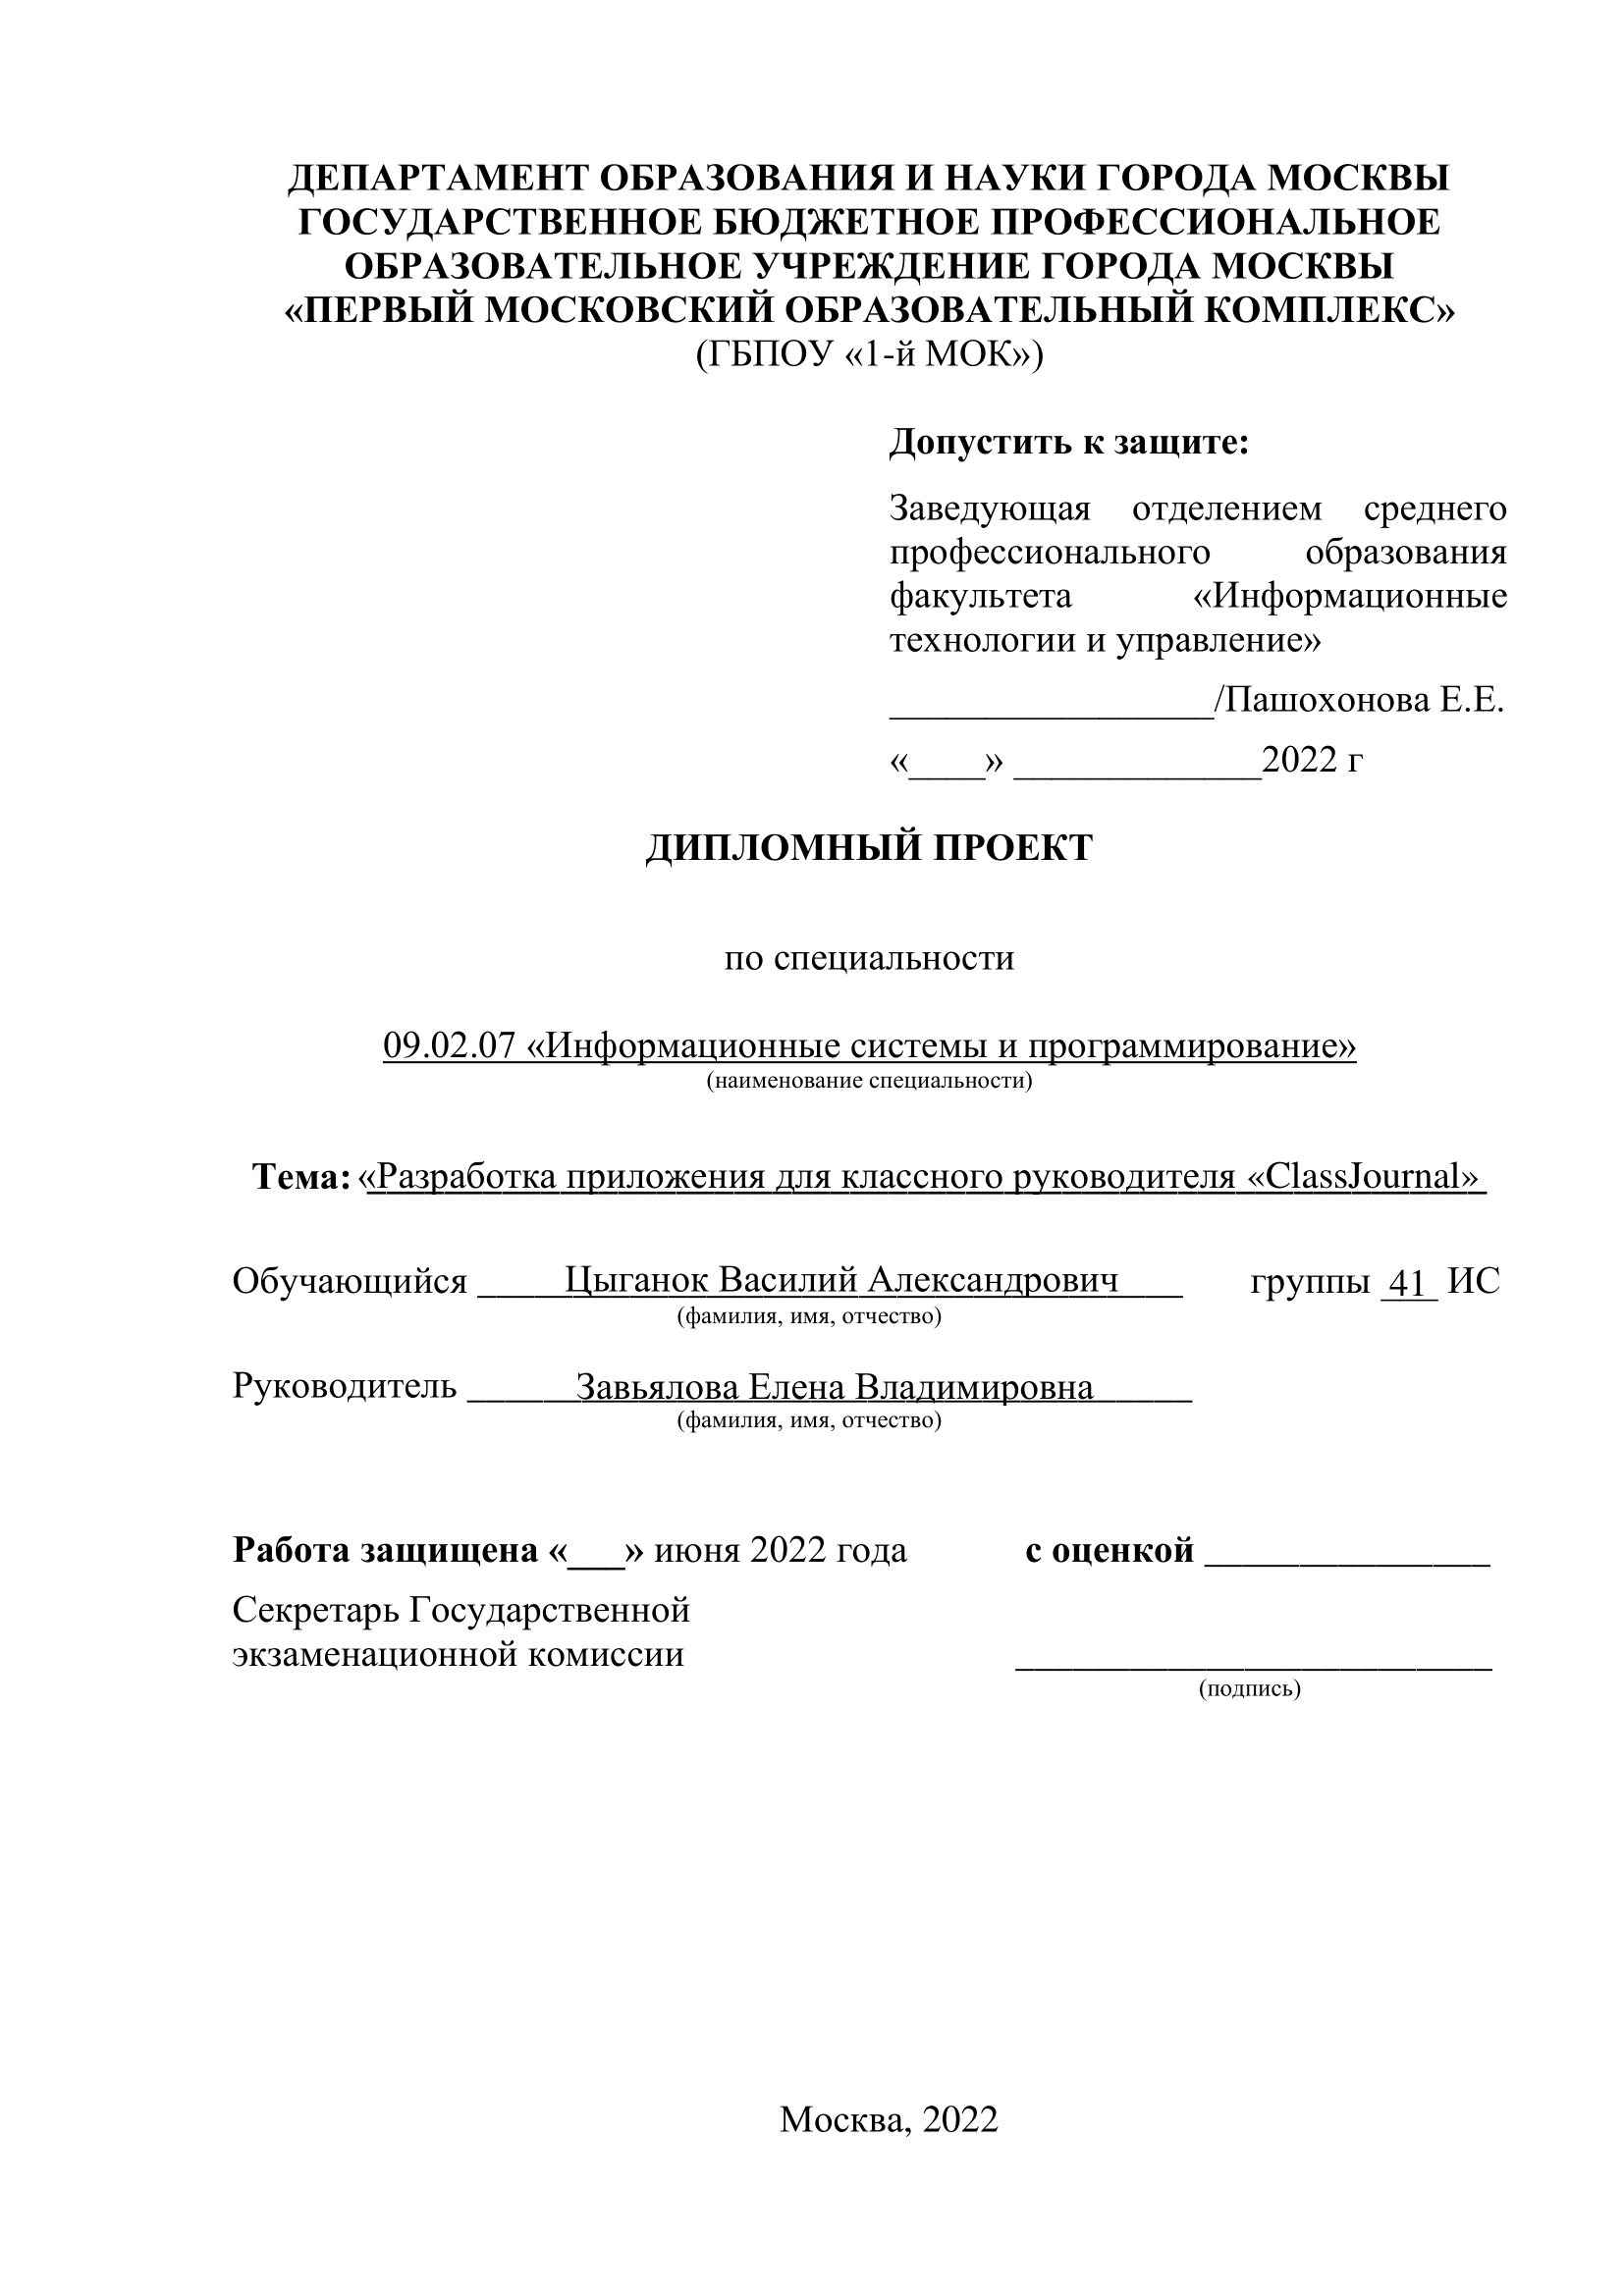 ДЕПАРТАМЕНТ ОБРАЗОВАНИЯ И НАУКИ ГОРОДА МОСКВЫ
ГОСУДАРСТВЕННОЕ БЮДЖЕТНОЕ ПРОФЕССИОНАЛЬНОЕ
ОБРАЗОВАТЕЛЬНОЕ УЧРЕЖДЕНИЕ ГОРОДА МОСКВЫ
«ПЕРВЫЙ МОСКОВСКИЙ ОБРАЗОВАТЕЛЬНЫЙ КОМПЛЕКС»
(ГБПОУ «1-й МОК»)
Допустить к защите:
Заведующая отделением среднего
профессионального образования
факультета «Информационные
технологии и управление»
_________________/Пашохонова Е.Е.
«____» _____________2022 г
ДИПЛОМНЫЙ ПРОЕКТ
по специальности
09.02.07 «Информационные системы и программирование»
(наименование специальности)
Тема: «Разработка приложения для классного руководителя «ClassJournal»
Обучающийся Цыганок Василий Александрович группы 41 ИС
(фамилия, имя, отчество)
Руководитель Завьялова Елена Владимировна
(фамилия, имя, отчество)
Работа защищена «___» июня 2022 года с оценкой _______________
Секретарь Государственной
экзаменационной комиссии _________________________
(подпись)
Москва, 2022